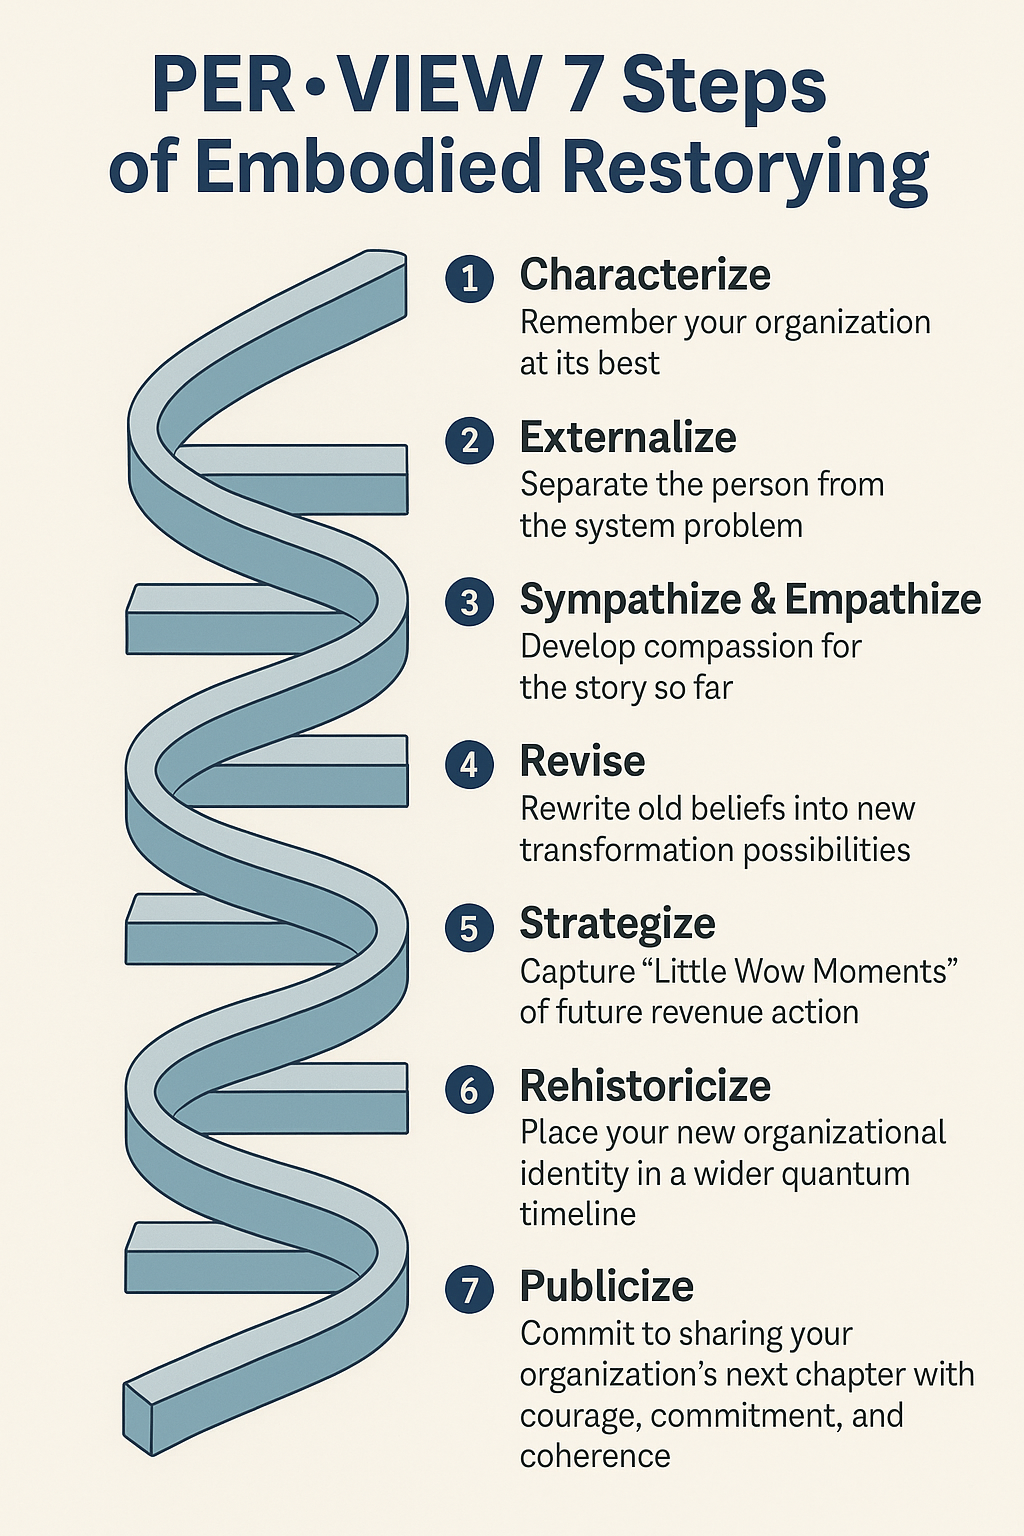 PER•VIEW 7 Steps
of Embodied Restorying
1 Characterize
Remember your organization
at its best
2 Externalize
Separate the person from
the system problem
3 Sympathize & Empathize
Develop compassion for
the story so far
4 Revise
Rewrite old beliefs into new
transformation possibilities
5 Strategize
Capture “Little Wow Moments”
of future revenue action
6 Rehistoricize
Place your new organizational
identity in a wider quantum
timeline
7 Publicize
Commit to sharing your
organization’s next chapter with
courage, commitment, and
coherence